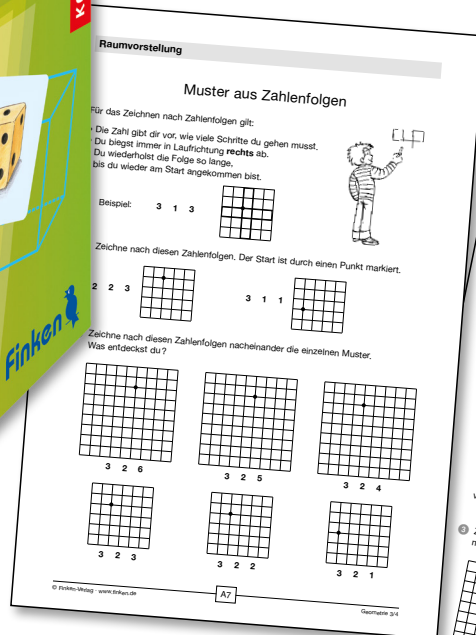 Finken
Raumvorstellung
Muster aus Zahlenfolgen
Für das Zeichnen nach Zahlenfolgen gilt:
Die Zahl gibt dir vor, wie viele Schritte du gehen musst.
Du biegst immer in Laufrichtung rechts ab.
Du wiederholst die Folge so lange,
bis du wieder am Start angekommen bist.
Beispiel: 3 1 3
Zeichne nach diesen Zahlenfolgen. Der Start ist durch einen Punkt markiert.
2 2 3
3 1 1
Zeichne nach diesen Zahlenfolgen nacheinander die einzelnen Muster.
Was entdeckst du?
3 2 6
3 2 5
3 2 4
3 2 3
3 2 2
3 2 1
© Finken-Verlag · www.finken.de
A7
Geometrie 3/4
3